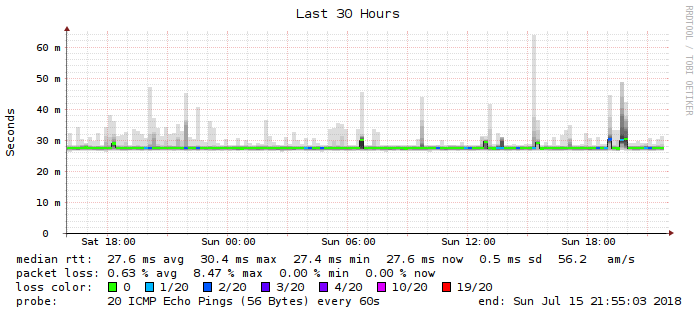 Last 30 Hours
RRDTOOL / TOBI OETIKER
Seconds
60 m
50 m
40 m
30 m
20 m
10 m
0
Sat 18:00 Sun 00:00 Sun 06:00 Sun 12:00 Sun 18:00
median rtt: 27.6 ms avg 30.4 ms max 27.4 ms min 27.6 ms now 0.5 ms sd 56.2 am/s
packet loss: 0.63 % avg 8.47 % max 0.00 % min 0.00 % now
loss color: 0 1/20 2/20 3/20 4/20 10/20 19/20
probe: 20 ICMP Echo Pings (56 Bytes) every 60s end: Sun Jul 15 21:55:03 2018